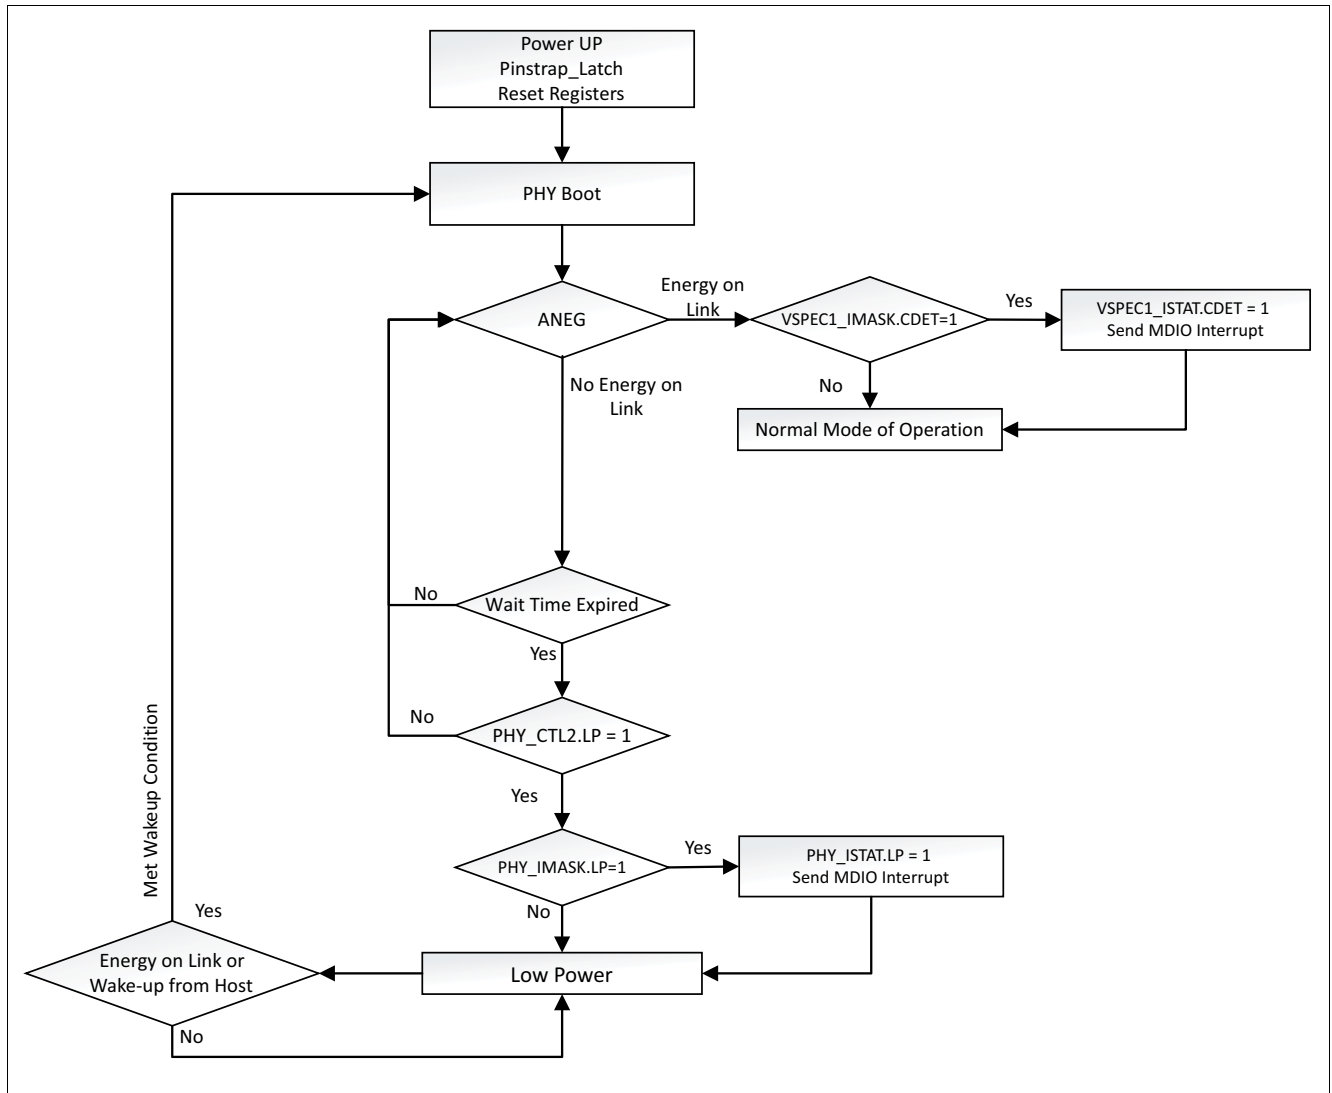 Power UP
Pinstrap_Latch
Reset Registers
PHY Boot
ANEG
Energy on
Link
VSPEC1_IMASK.CDET=1
Yes
VSPEC1_ISTAT.CDET = 1
Send MDIO Interrupt
No
Normal Mode of Operation
No Energy on
Link
No
Wait Time Expired
Yes
No
PHY_CTL2.LP = 1
Yes
PHY_IMASK.LP=1
Yes
PHY_ISTAT.LP = 1
Send MDIO Interrupt
No
Low Power
Met Wakeup Condition
Yes
Energy on Link or
Wake-up from Host
No